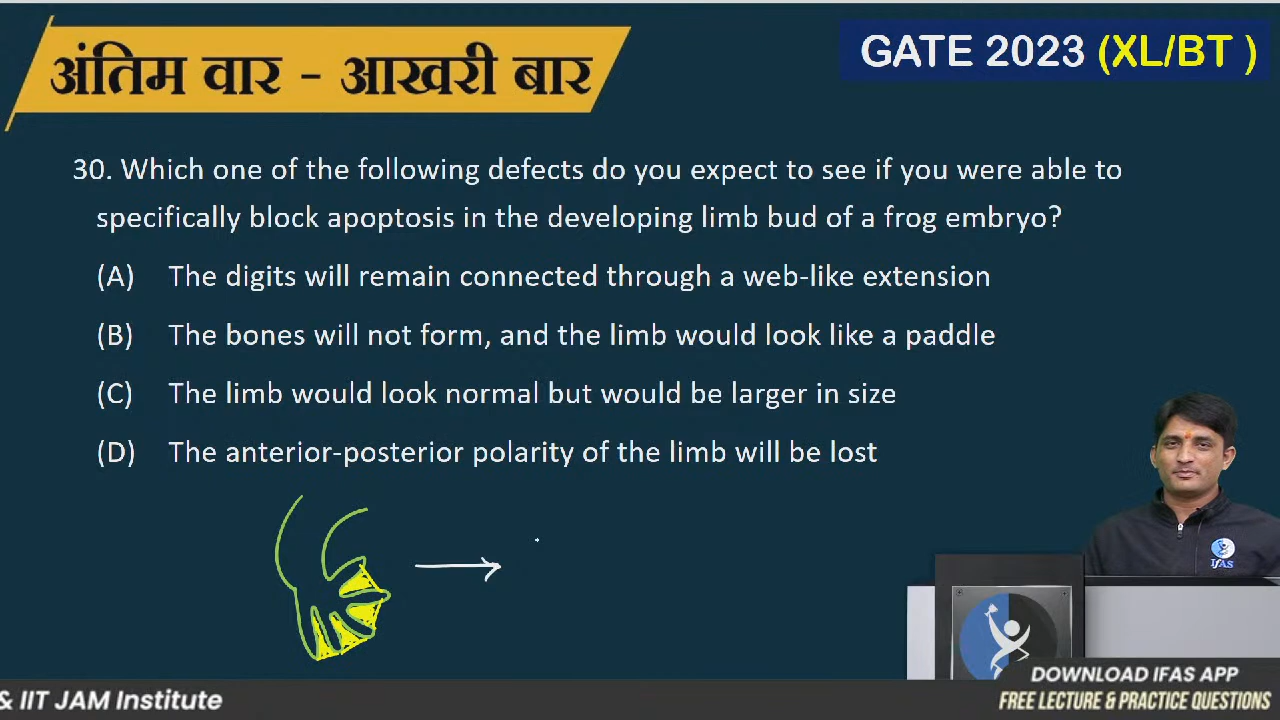 अंतिम वार - आखरी बार
GATE 2023 (XL/BT )
30. Which one of the following defects do you expect to see if you were able to
specifically block apoptosis in the developing limb bud of a frog embryo?
(A) The digits will remain connected through a web-like extension
(B) The bones will not form, and the limb would look like a paddle
(C) The limb would look normal but would be larger in size
(D) The anterior-posterior polarity of the limb will be lost
IFAS
DOWNLOAD IFAS APP
& IIT JAM Institute
FREE LECTURE & PRACTICE QUESTIONS